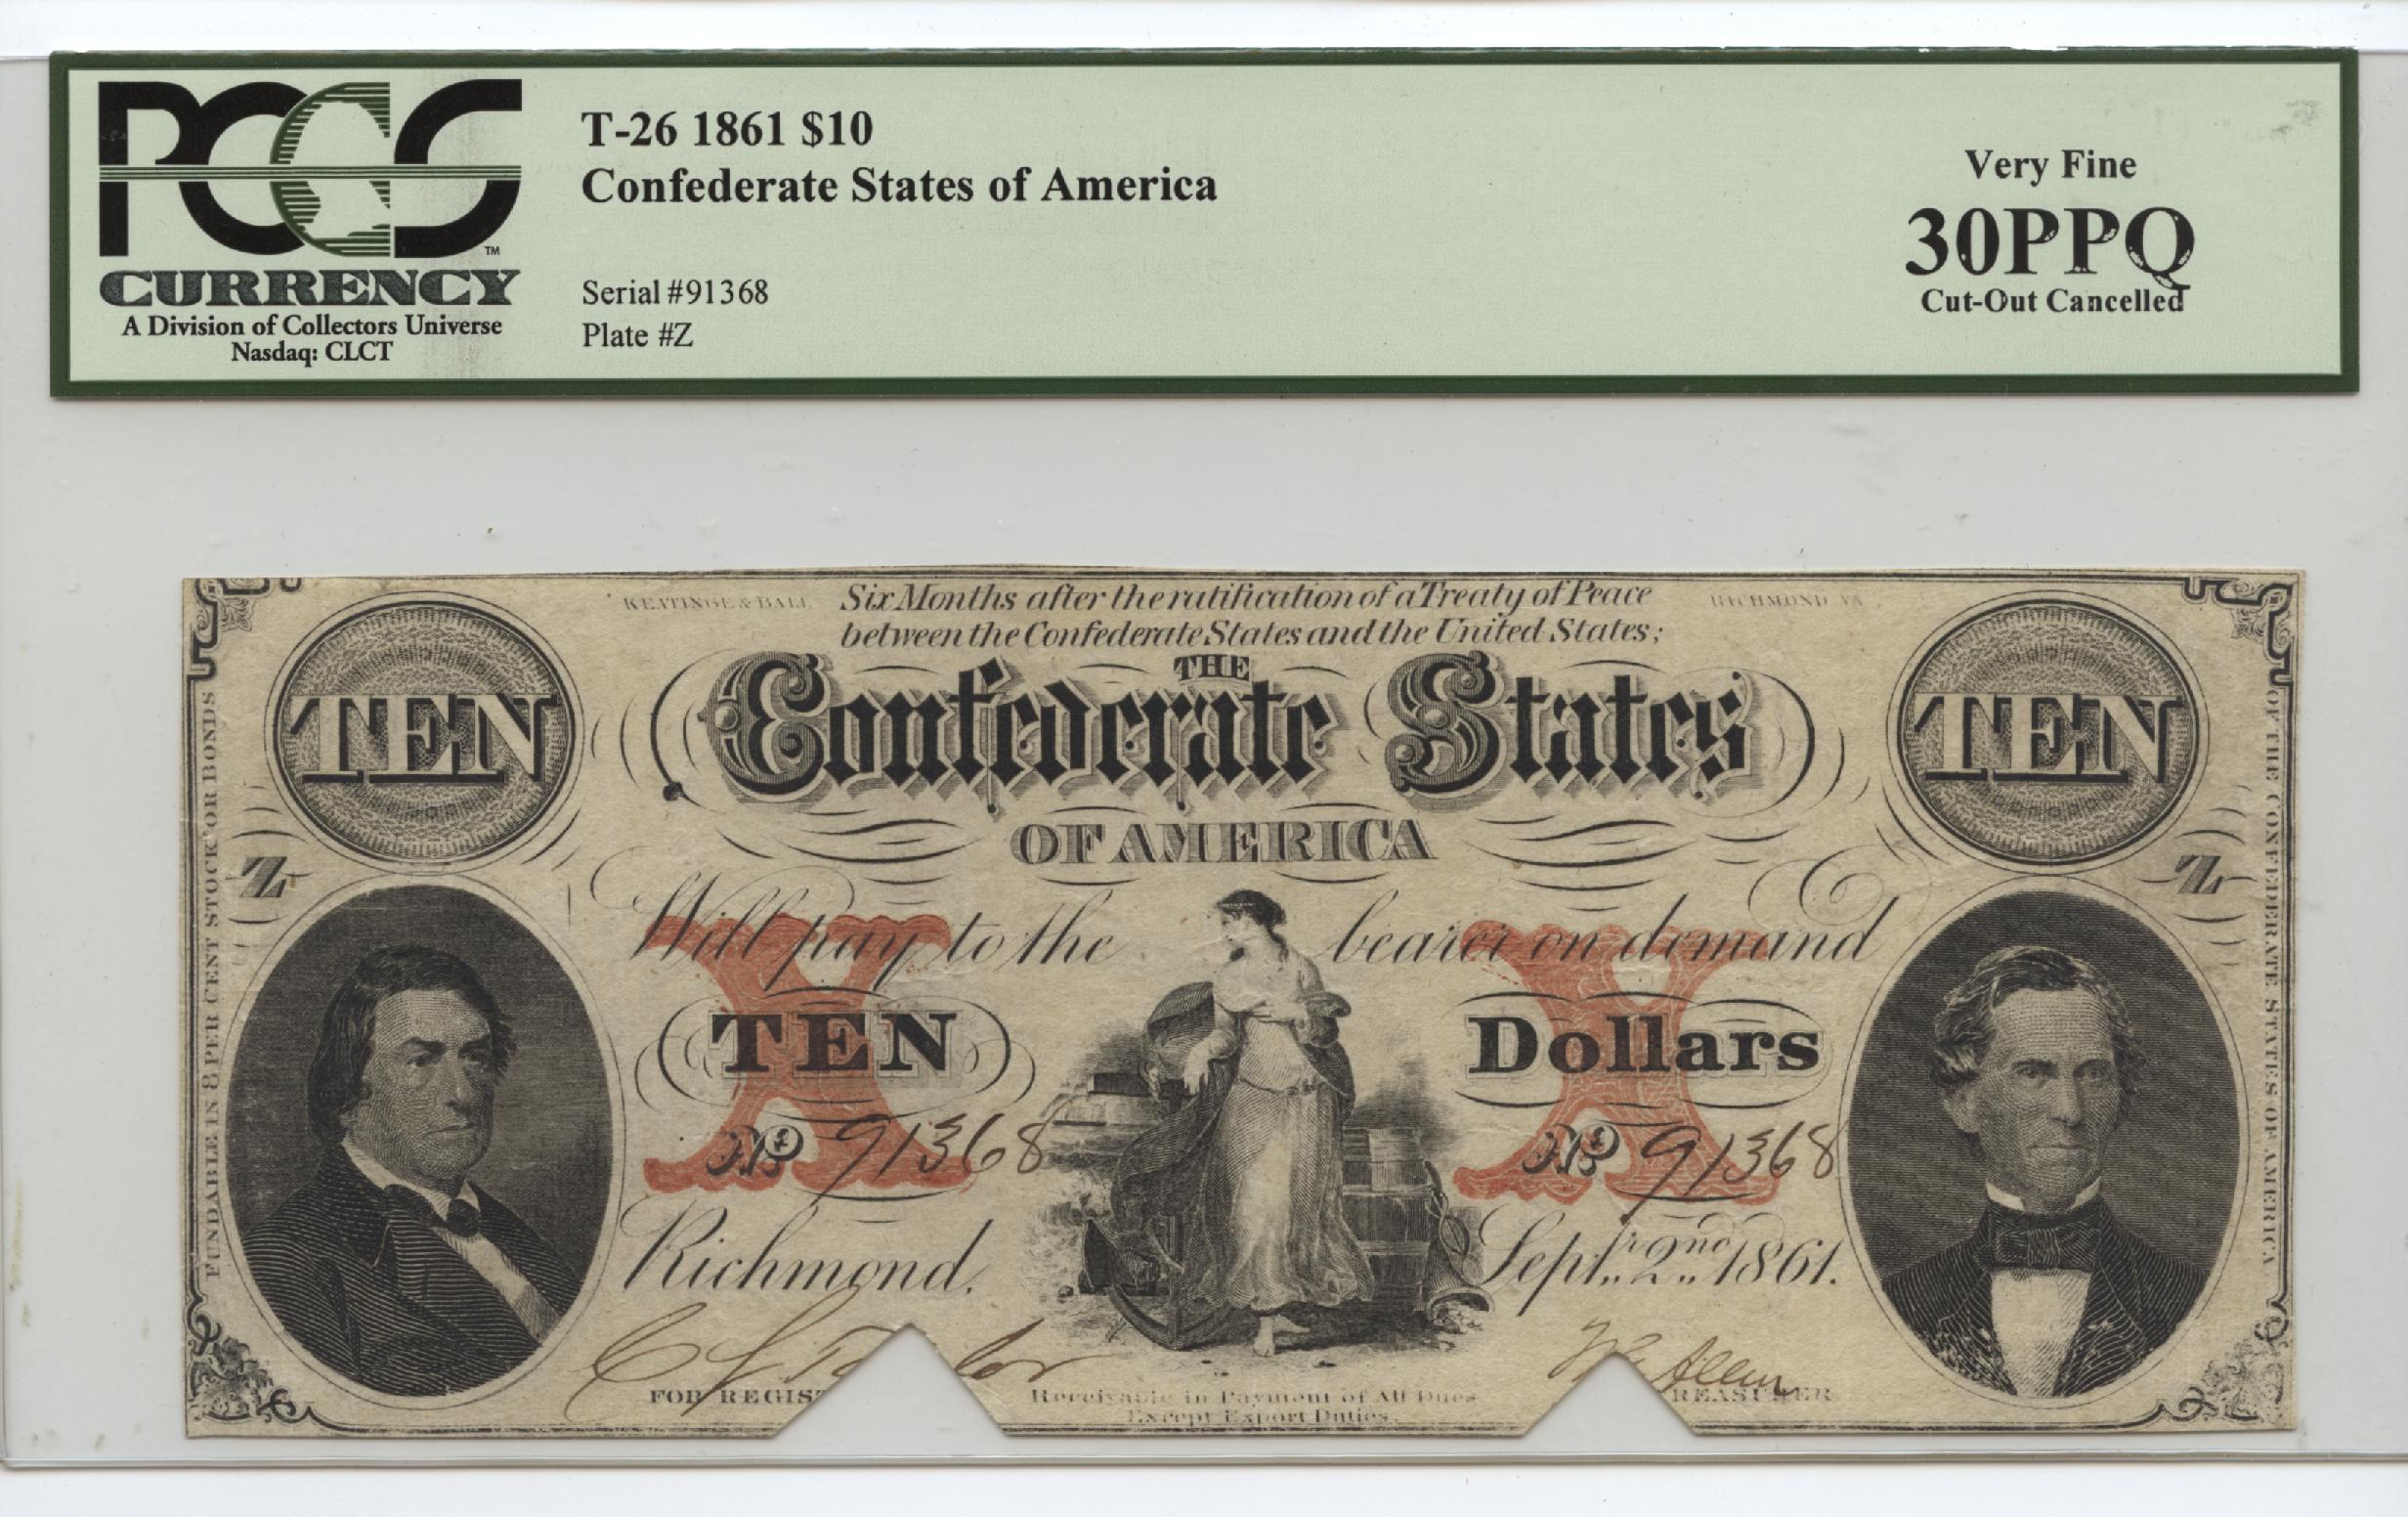 PCGS
™
CURRENCY
A Division of Collectors Universe
Nasdaq: CLCT
T-26 1861 $10
Confederate States of America
Serial #91368
Plate #Z
Very Fine
30PPQ
Cut-Out Cancelled
KEATINGE & BALL
RICHMOND VA
Six Months after the ratification of a Treaty of Peace
between the Confederate States and the United States;
TEN
TEN
THE
Confederate States
OF AMERICA
Z
Z
FUNDABLE IN 8 PER CENT STOCK OR BONDS
OF THE CONFEDERATE STATES OF AMERICA
Will pay to the bearer on demand
X
X
TEN Dollars
No 91368
No 91368
Richmond, Septr. 2nd 1861.
FOR REGIST
REASURER
Receivable in Payment of All Dues
Except Export Duties.